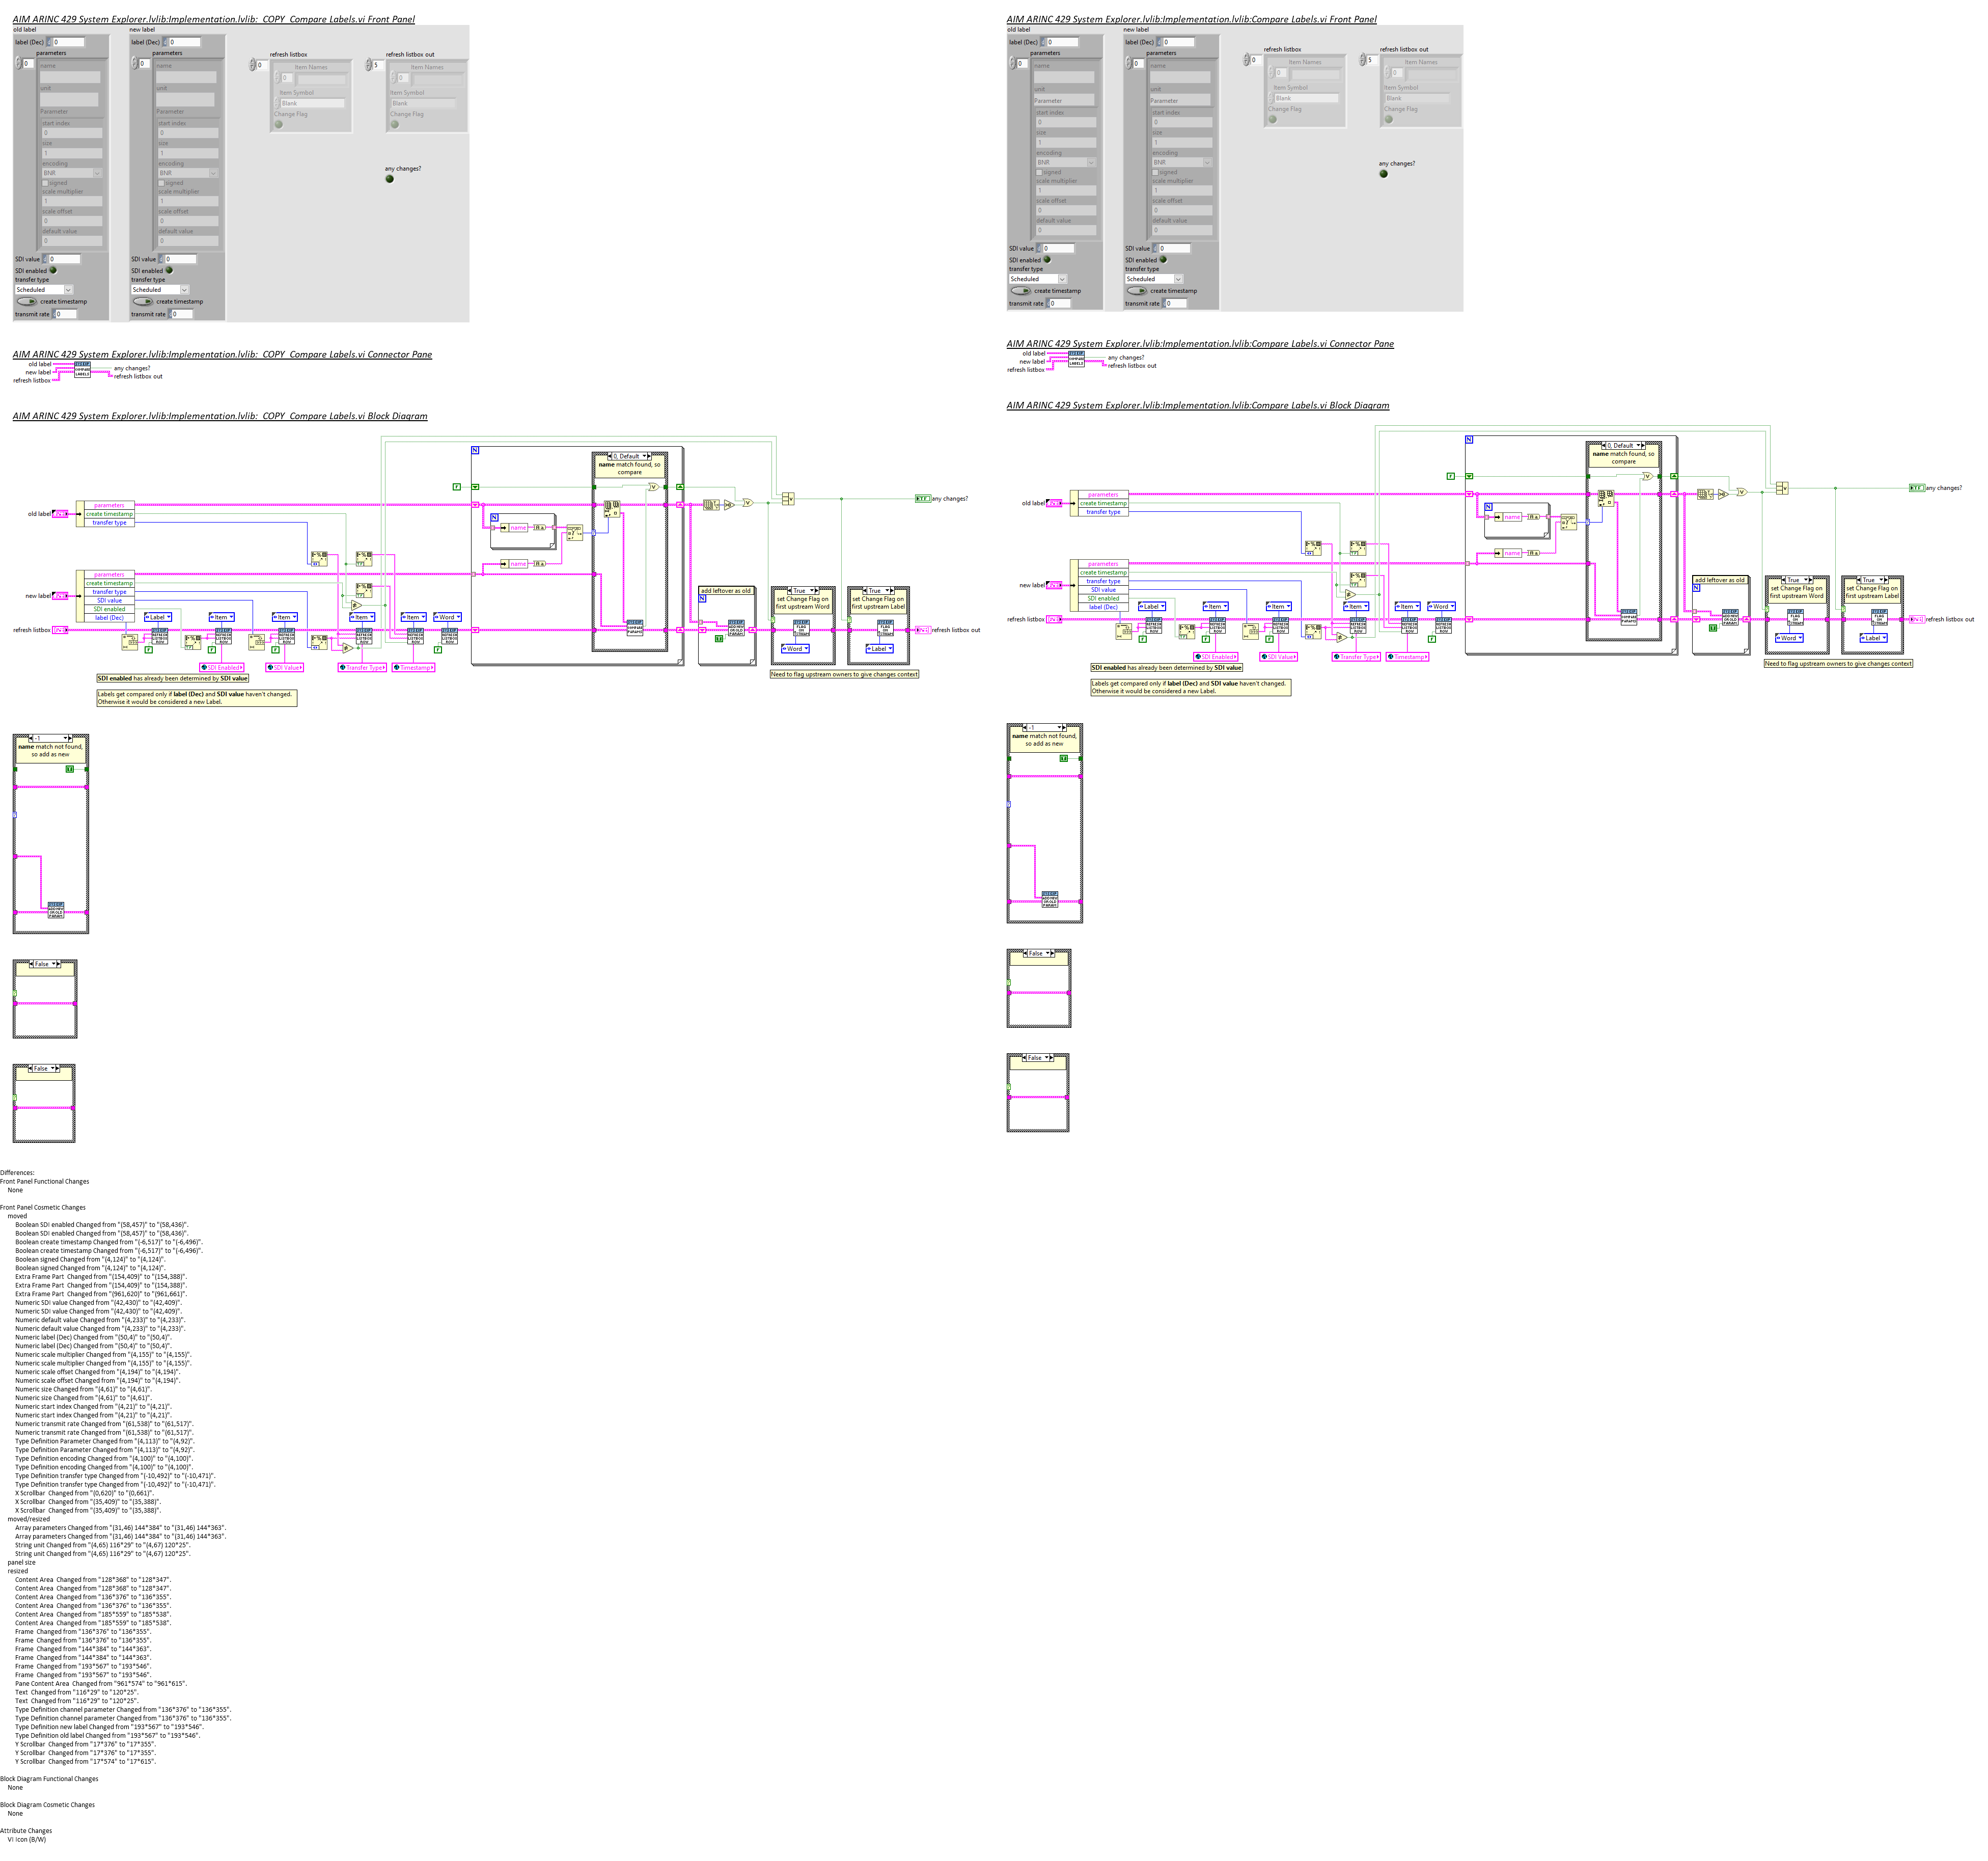 AIM ARINC 429 System Explorer.lvlib:Implementation.lvlib:_COPY_Compare Labels.vi Front Panel
old label
new label
label (Dec) 0
label (Dec) 0
parameters
parameters
0
name
unit
Parameter
start index
0
size
1
encoding
BNR
signed
scale multiplier
1
scale offset
0
default value
0
0
name
unit
Parameter
start index
0
size
1
encoding
BNR
signed
scale multiplier
1
scale offset
0
default value
0
SDI value 0
SDI enabled
transfer type
Scheduled
create timestamp
transmit rate 0
SDI value 0
SDI enabled
transfer type
Scheduled
create timestamp
transmit rate 0
refresh listbox
0
Item Names
0
Item Symbol
Blank
Change Flag
refresh listbox out
5
Item Names
0
Item Symbol
Blank
Change Flag
any changes?
AIM ARINC 429 System Explorer.lvlib:Implementation.lvlib:_COPY_Compare Labels.vi Connector Pane
old label
new label
refresh listbox
any changes?
refresh listbox out
COMPARE
LABELS
AIM ARINC 429 System Explorer.lvlib:Implementation.lvlib:_COPY_Compare Labels.vi Block Diagram
old label
parameters
create timestamp
transfer type
new label
parameters
create timestamp
transfer type
SDI value
SDI enabled
label (Dec)
refresh listbox
Label
Item
Item
Item
Item
Word
SDI Enabled
SDI Value
Transfer Type
Timestamp
SDI enabled has already been determined by SDI value
Labels get compared only if label (Dec) and SDI value haven't changed.
Otherwise it would be considered a new Label.
N
N
name
name
0, Default
name match found, so
compare
add leftover as old
N
True
set Change Flag on
first upstream Word
Word
True
set Change Flag on
first upstream Label
Label
any changes?
refresh listbox out
Need to flag upstream owners to give changes context
-1
name match not found,
so add as new
False
False
AIM ARINC 429 System Explorer.lvlib:Implementation.lvlib:Compare Labels.vi Front Panel
old label
new label
label (Dec) 0
label (Dec) 0
parameters
parameters
0
name
unit
Parameter
start index
0
size
1
encoding
BNR
signed
scale multiplier
1
scale offset
0
default value
0
0
name
unit
Parameter
start index
0
size
1
encoding
BNR
signed
scale multiplier
1
scale offset
0
default value
0
SDI value 0
SDI enabled
transfer type
Scheduled
create timestamp
transmit rate 0
SDI value 0
SDI enabled
transfer type
Scheduled
create timestamp
transmit rate 0
refresh listbox
0
Item Names
0
Item Symbol
Blank
Change Flag
refresh listbox out
5
Item Names
0
Item Symbol
Blank
Change Flag
any changes?
AIM ARINC 429 System Explorer.lvlib:Implementation.lvlib:Compare Labels.vi Connector Pane
old label
new label
refresh listbox
any changes?
refresh listbox out
COMPARE
LABELS
AIM ARINC 429 System Explorer.lvlib:Implementation.lvlib:Compare Labels.vi Block Diagram
old label
parameters
create timestamp
transfer type
new label
parameters
create timestamp
transfer type
SDI value
SDI enabled
label (Dec)
refresh listbox
Label
Item
Item
Item
Item
Word
SDI Enabled
SDI Value
Transfer Type
Timestamp
SDI enabled has already been determined by SDI value
Labels get compared only if label (Dec) and SDI value haven't changed.
Otherwise it would be considered a new Label.
N
N
name
name
0, Default
name match found, so
compare
add leftover as old
N
True
set Change Flag on
first upstream Word
Word
True
set Change Flag on
first upstream Label
Label
any changes?
refresh listbox out
Need to flag upstream owners to give changes context
-1
name match not found,
so add as new
False
False
Differences:
Front Panel Functional Changes
None
Front Panel Cosmetic Changes
moved
Boolean SDI enabled Changed from "(58,457)" to "(58,436)".
Boolean SDI enabled Changed from "(58,457)" to "(58,436)".
Boolean create timestamp Changed from "(-6,517)" to "(-6,496)".
Boolean create timestamp Changed from "(-6,517)" to "(-6,496)".
Boolean signed Changed from "(4,124)" to "(4,124)".
Boolean signed Changed from "(4,124)" to "(4,124)".
Extra Frame Part  Changed from "(154,409)" to "(154,388)".
Extra Frame Part  Changed from "(154,409)" to "(154,388)".
Extra Frame Part  Changed from "(961,620)" to "(961,661)".
Numeric SDI value Changed from "(42,430)" to "(42,409)".
Numeric SDI value Changed from "(42,430)" to "(42,409)".
Numeric default value Changed from "(4,233)" to "(4,233)".
Numeric default value Changed from "(4,233)" to "(4,233)".
Numeric label (Dec) Changed from "(50,4)" to "(50,4)".
Numeric label (Dec) Changed from "(50,4)" to "(50,4)".
Numeric scale multiplier Changed from "(4,155)" to "(4,155)".
Numeric scale multiplier Changed from "(4,155)" to "(4,155)".
Numeric scale offset Changed from "(4,194)" to "(4,194)".
Numeric scale offset Changed from "(4,194)" to "(4,194)".
Numeric size Changed from "(4,61)" to "(4,61)".
Numeric size Changed from "(4,61)" to "(4,61)".
Numeric start index Changed from "(4,21)" to "(4,21)".
Numeric start index Changed from "(4,21)" to "(4,21)".
Numeric transmit rate Changed from "(61,538)" to "(61,517)".
Numeric transmit rate Changed from "(61,538)" to "(61,517)".
Type Definition Parameter Changed from "(4,113)" to "(4,92)".
Type Definition Parameter Changed from "(4,113)" to "(4,92)".
Type Definition encoding Changed from "(4,100)" to "(4,100)".
Type Definition encoding Changed from "(4,100)" to "(4,100)".
Type Definition transfer type Changed from "(-10,492)" to "(-10,471)".
Type Definition transfer type Changed from "(-10,492)" to "(-10,471)".
X Scrollbar  Changed from "(0,620)" to "(0,661)".
X Scrollbar  Changed from "(35,409)" to "(35,388)".
X Scrollbar  Changed from "(35,409)" to "(35,388)".
moved/resized
Array parameters Changed from "(31,46) 144*384" to "(31,46) 144*363".
Array parameters Changed from "(31,46) 144*384" to "(31,46) 144*363".
String unit Changed from "(4,65) 116*29" to "(4,67) 120*25".
String unit Changed from "(4,65) 116*29" to "(4,67) 120*25".
panel size
resized
Content Area  Changed from "128*368" to "128*347".
Content Area  Changed from "128*368" to "128*347".
Content Area  Changed from "136*376" to "136*355".
Content Area  Changed from "136*376" to "136*355".
Content Area  Changed from "185*559" to "185*538".
Content Area  Changed from "185*559" to "185*538".
Frame  Changed from "136*376" to "136*355".
Frame  Changed from "136*376" to "136*355".
Frame  Changed from "144*384" to "144*363".
Frame  Changed from "144*384" to "144*363".
Frame  Changed from "193*567" to "193*546".
Frame  Changed from "193*567" to "193*546".
Pane Content Area  Changed from "961*574" to "961*615".
Text  Changed from "116*29" to "120*25".
Text  Changed from "116*29" to "120*25".
Type Definition channel parameter Changed from "136*376" to "136*355".
Type Definition channel parameter Changed from "136*376" to "136*355".
Type Definition new label Changed from "193*567" to "193*546".
Type Definition old label Changed from "193*567" to "193*546".
Y Scrollbar  Changed from "17*376" to "17*355".
Y Scrollbar  Changed from "17*376" to "17*355".
Y Scrollbar  Changed from "17*574" to "17*615".
Block Diagram Functional Changes
None
Block Diagram Cosmetic Changes
None
Attribute Changes
VI Icon (B/W)